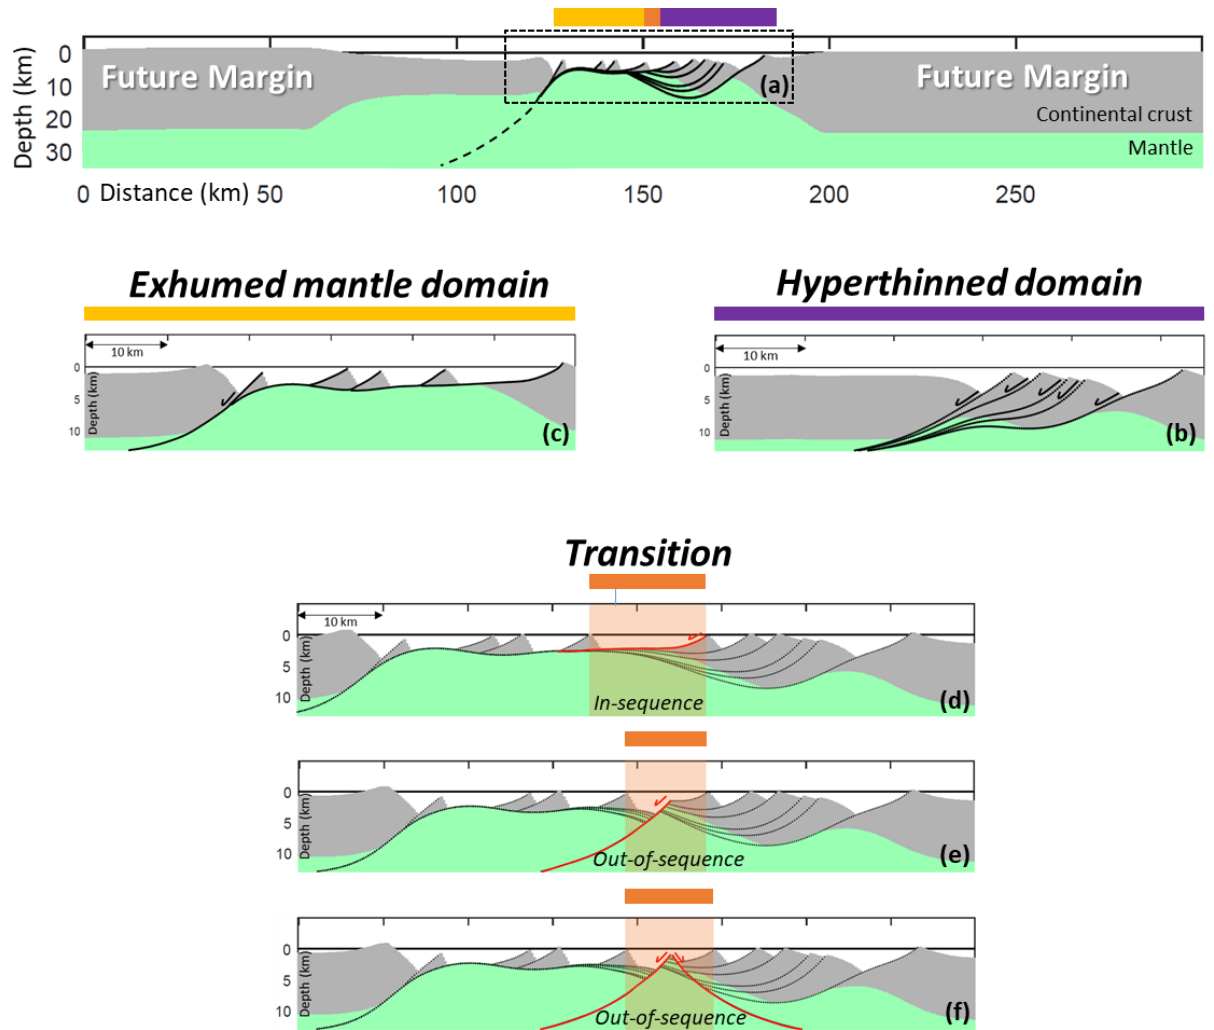 0
10
20
30
Depth (km)
Future Margin
(a)
Future Margin
Continental crust
Mantle
0 Distance (km) 50 100 150 200 250
Exhumed mantle domain
Hyperthinned domain
10 km
0
5
10
Depth (km)
(c)
10 km
0
5
10
Depth (km)
(b)
Transition
10 km
0
5
10
Depth (km)
In-sequence
(d)
0
5
10
Depth (km)
Out-of-sequence
(e)
0
5
10
Depth (km)
Out-of-sequence
(f)